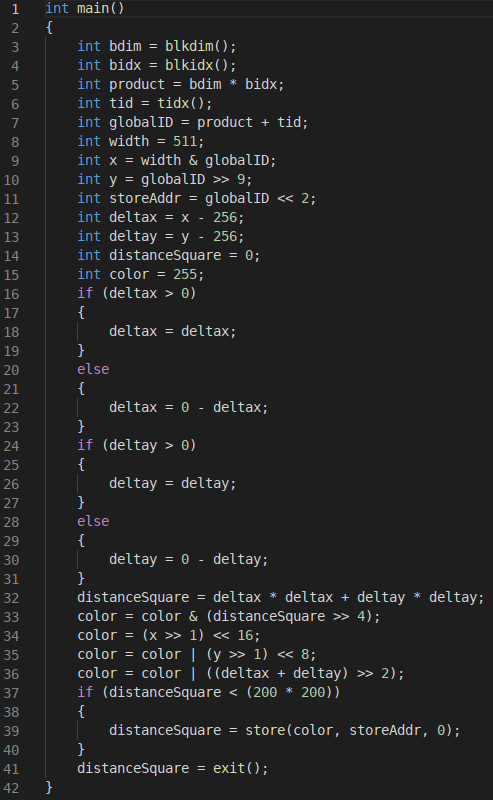 1 int main()
2 {
3 int bdim = blkdim();
4 int bidx = blkidx();
5 int product = bdim * bidx;
6 int tid = tidx();
7 int globalID = product + tid;
8 int width = 511;
9 int x = width & globalID;
10 int y = globalID >> 9;
11 int storeAddr = globalID << 2;
12 int deltax = x - 256;
13 int deltay = y - 256;
14 int distanceSquare = 0;
15 int color = 255;
16 if (deltax > 0)
17 {
18 deltax = deltax;
19 }
20 else
21 {
22 deltax = 0 - deltax;
23 }
24 if (deltay > 0)
25 {
26 deltay = deltay;
27 }
28 else
29 {
30 deltay = 0 - deltay;
31 }
32 distanceSquare = deltax * deltax + deltay * deltay;
33 color = color & (distanceSquare >> 4);
34 color = (x >> 1) << 16;
35 color = color | (y >> 1) << 8;
36 color = color | ((deltax + deltay) >> 2);
37 if (distanceSquare < (200 * 200))
38 {
39 distanceSquare = store(color, storeAddr, 0);
40 }
41 distanceSquare = exit();
42 }